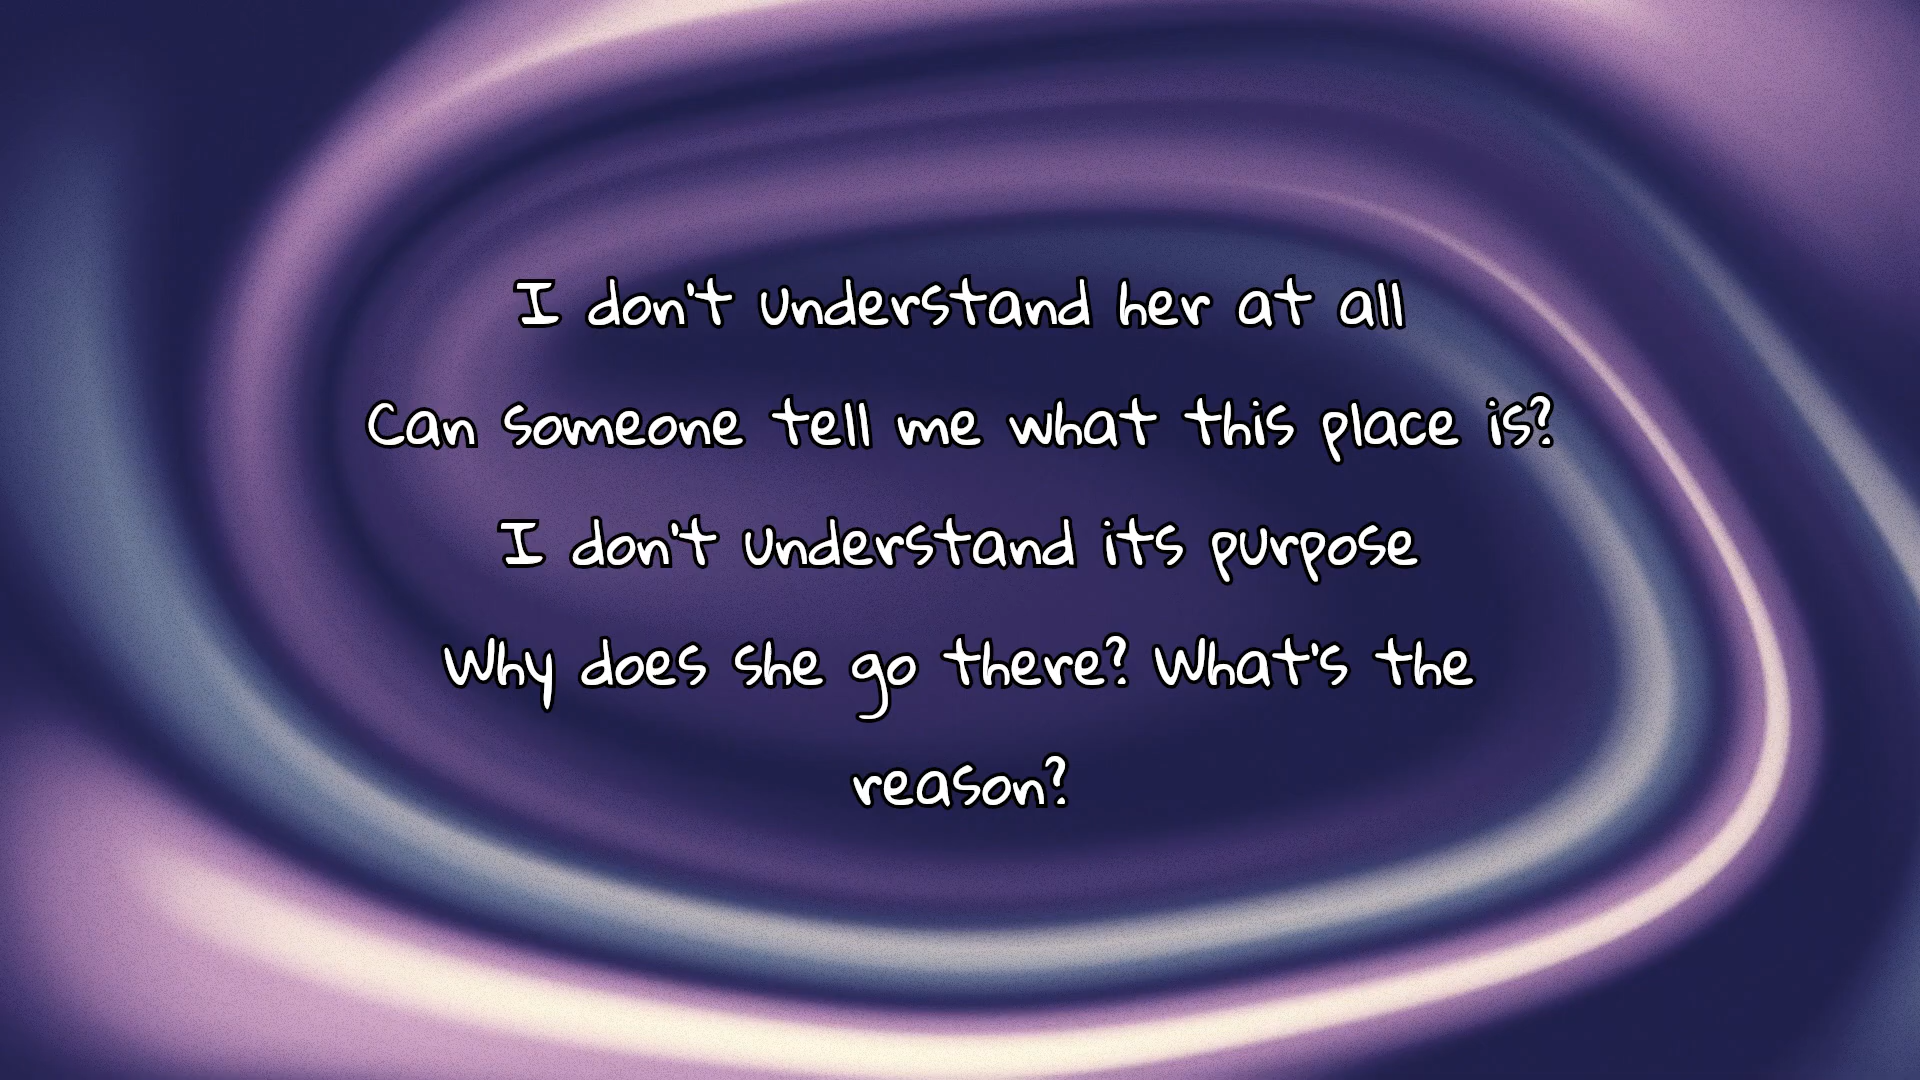 I don't understand her at all
Can someone tell me what this place is?
I don't understand its purpose
Why does she go there? What's the
reason?